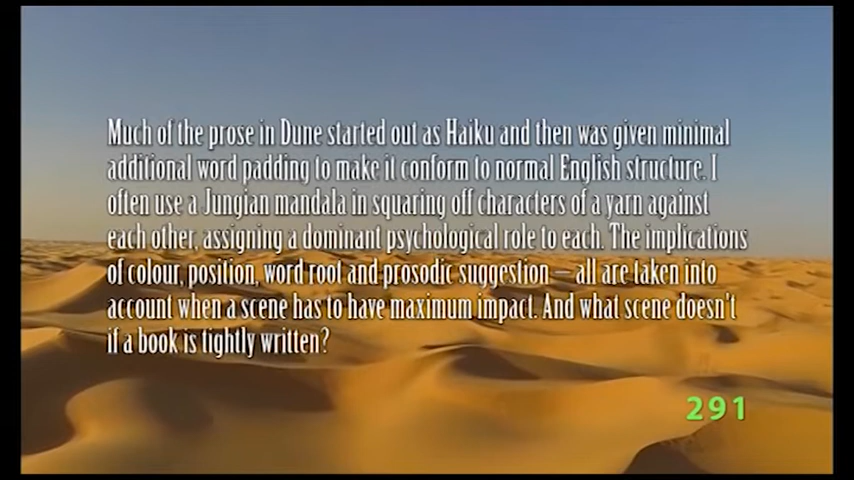 Much of the prose in Dune started out as Haiku and then was given minimal
additional word padding to make it conform to normal English structure. I
often use a Jungian mandala in squaring off characters of a yarn against
each other, assigning a dominant psychological role to each. The implications
of colour, position, word root and prosodic suggestion – all are taken into
account when a scene has to have maximum impact. And what scene doesn't
if a book is tightly written?
291